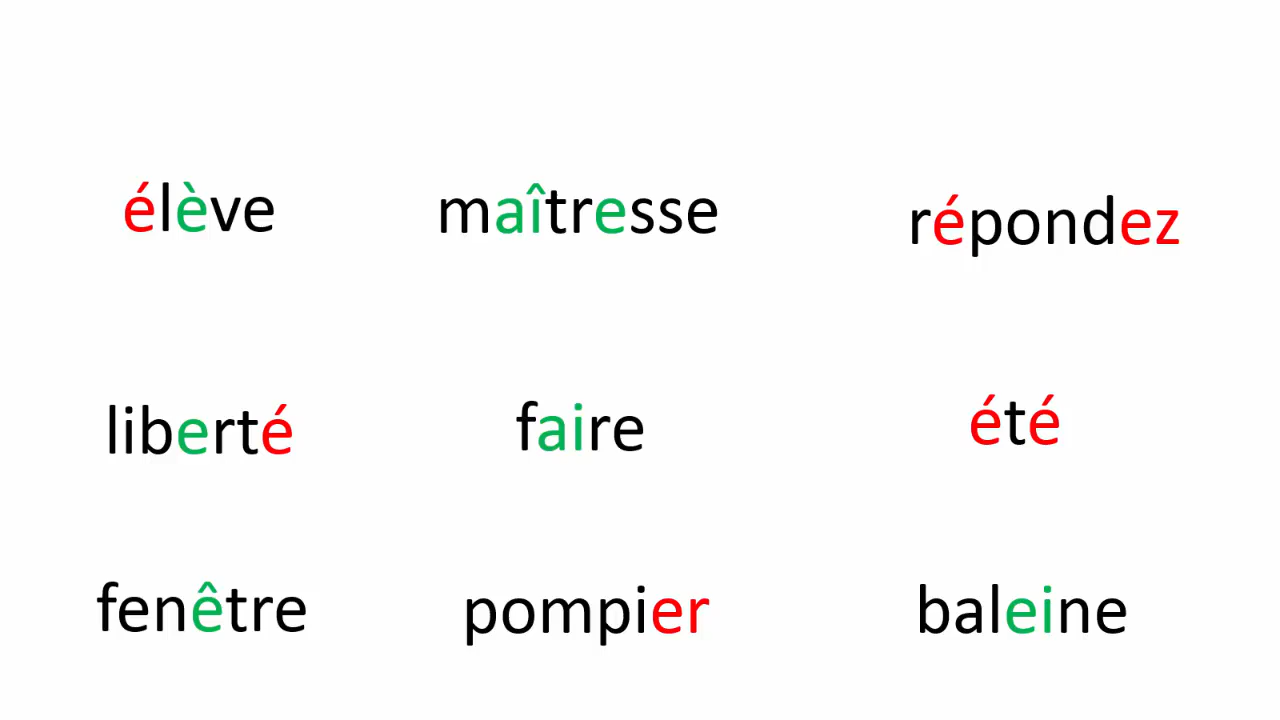 élève maîtresse répondez
liberté faire été
fenêtre pompier baleine